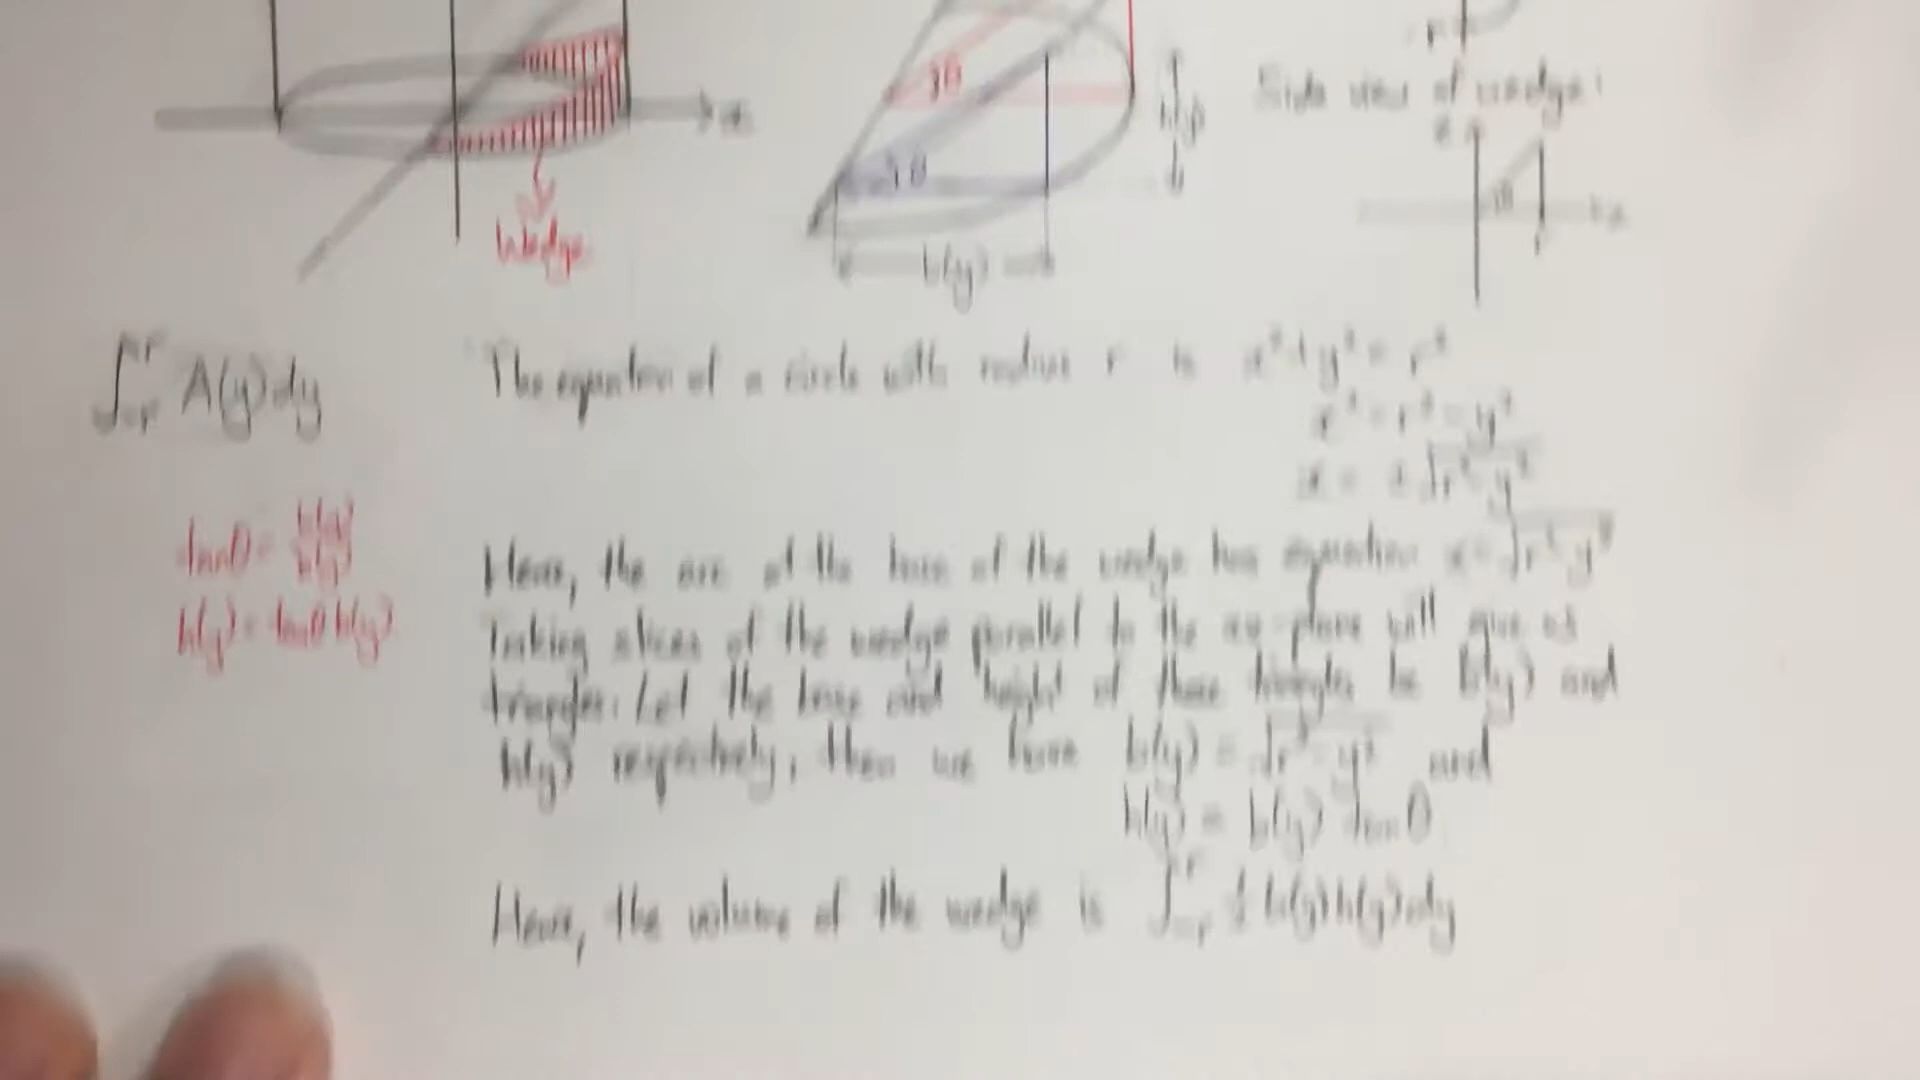 x
θ
h(y)
Side view of wedge:
z
θ
x
r
Wedge
θ
b(y)
∫_{-r}^{r} A(y)dy
The equation of a circle with radius r is x² + y² = r²
x² = r² - y²
x = ±√(r² - y²)
tanθ = h(y)/b(y)
h(y) = tanθ b(y)
Hence, the arc of the base of the wedge has equation x = √(r² - y²)
Taking slices of the wedge parallel to the plane will give us
triangles. Let the base and height of these triangles be b(y) and
h(y) respectively, then we have b(y) = √(r² - y²) and
h(y) = b(y) tanθ
Hence, the volume of the wedge is ∫_{-r}^{r} ½ b(y)h(y)dy